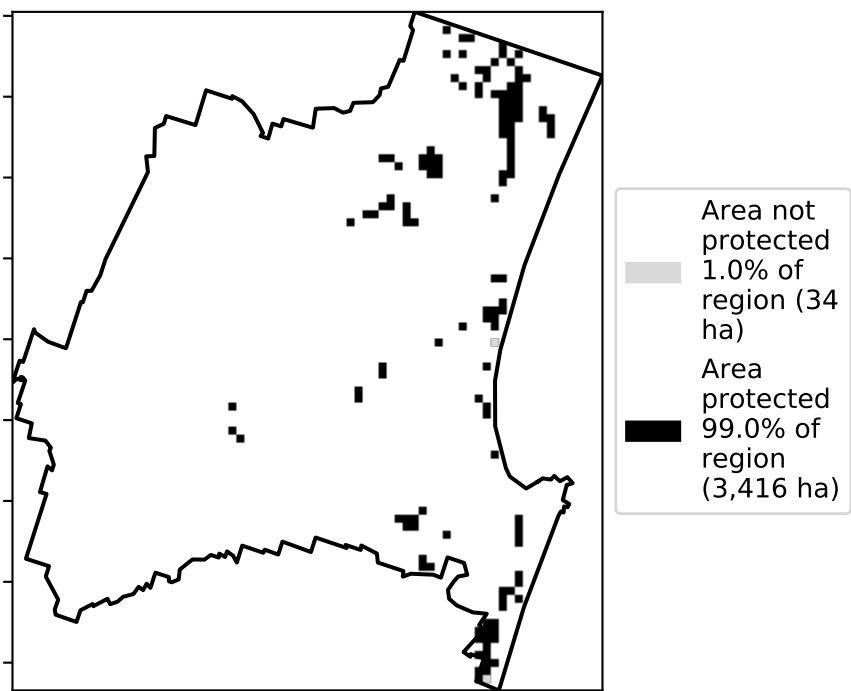 Area not
protected
1.0% of
region (34
ha)
Area
protected
99.0% of
region
(3,416 ha)